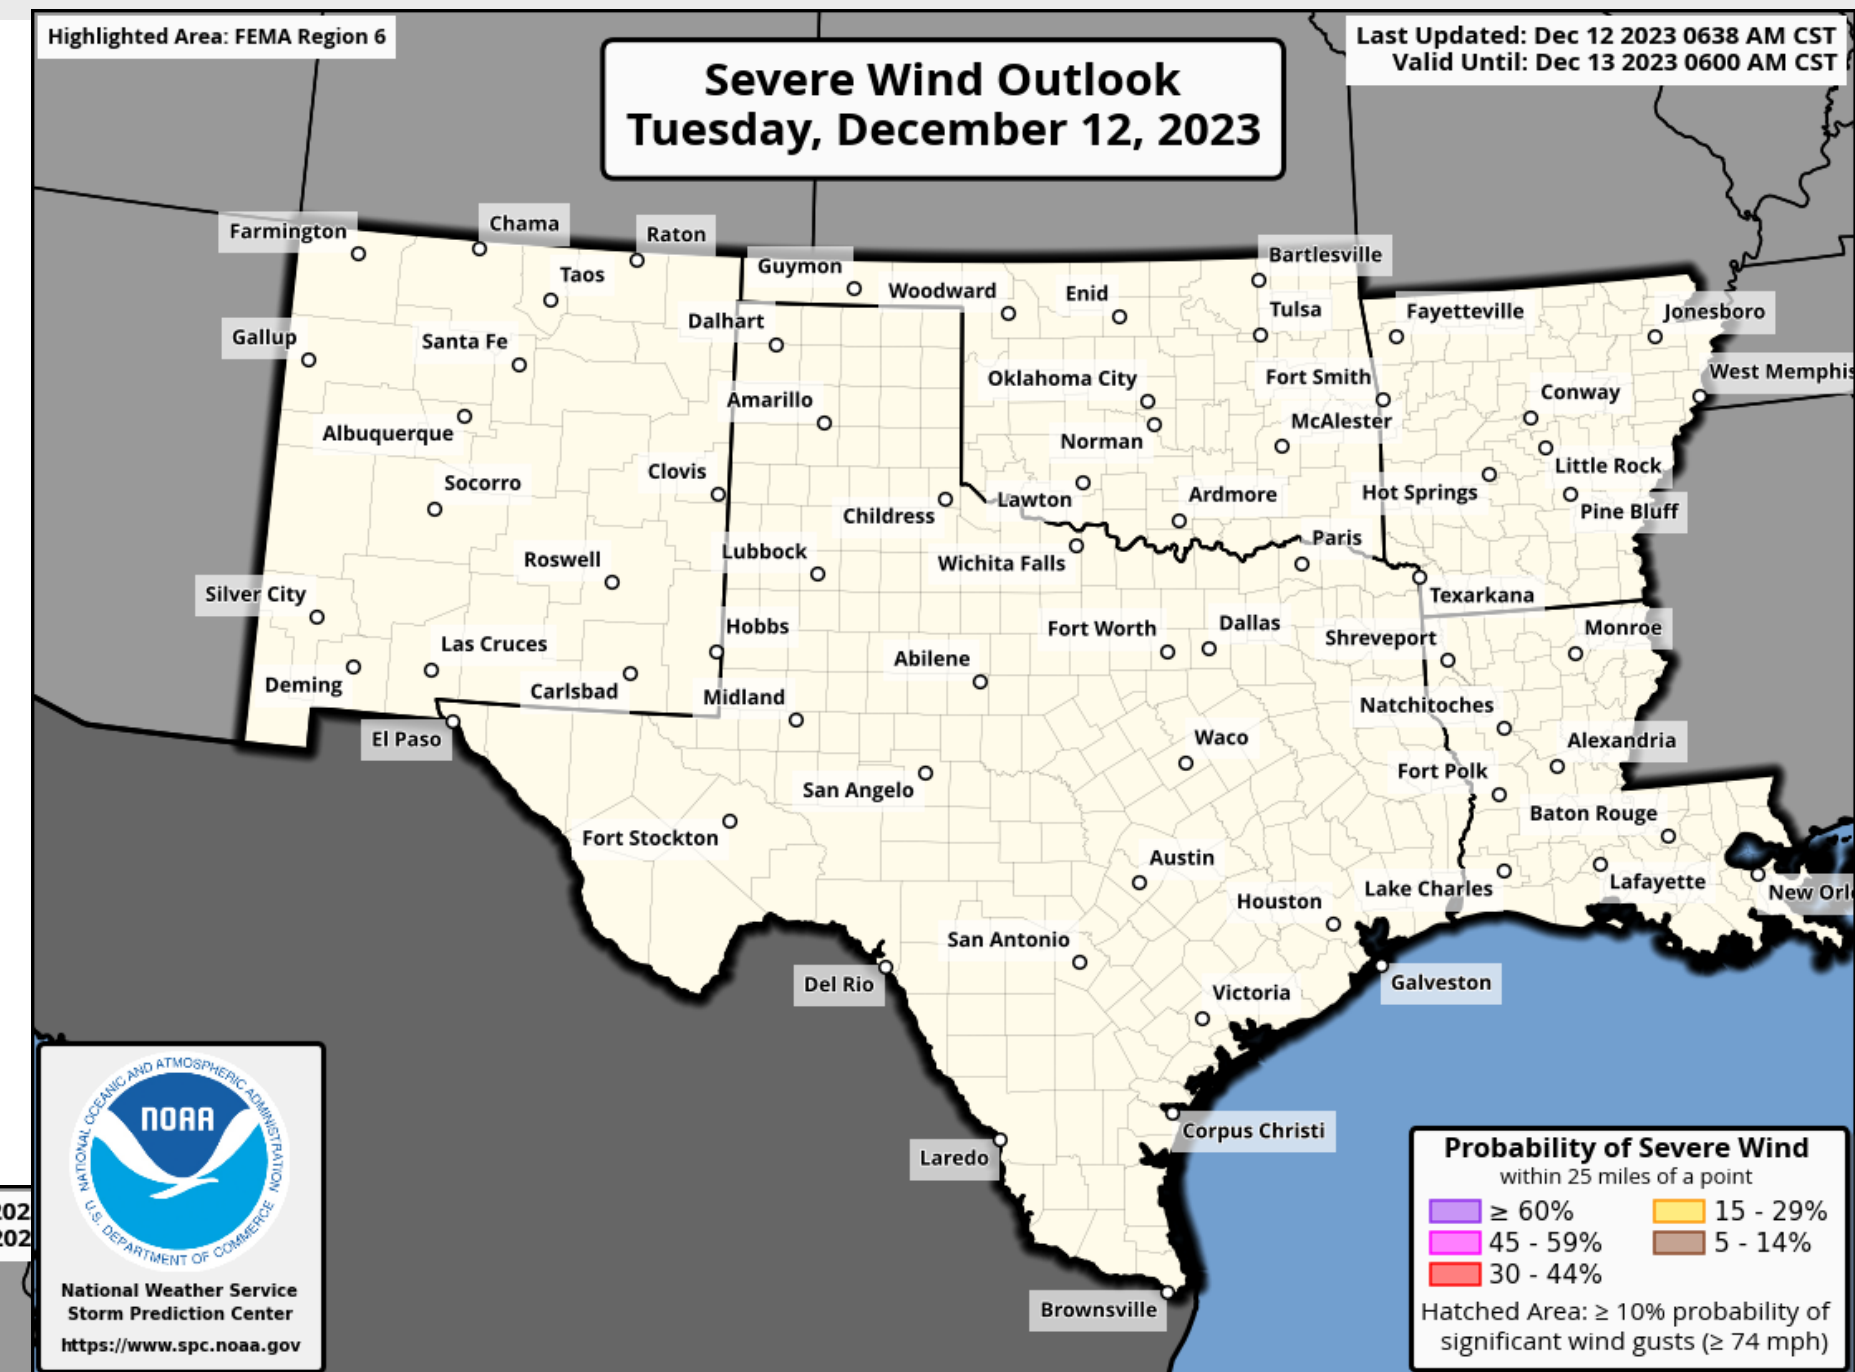 Highlighted Area: FEMA Region 6
Last Updated: Dec 12 2023 0638 AM CST
Valid Until: Dec 13 2023 0600 AM CST
Severe Wind Outlook
Tuesday, December 12, 2023
Farmington
Chama
Raton
Taos
Guymon
Woodward
Enid
Bartlesville
Tulsa
Fayetteville
Jonesboro
Gallup
Santa Fe
Dalhart
Oklahoma City
Fort Smith
West Memphis
Conway
Amarillo
Albuquerque
Norman
McAlester
Little Rock
Clovis
Socorro
Childress
Lawton
Ardmore
Hot Springs
Pine Bluff
Paris
Lubbock
Roswell
Wichita Falls
Silver City
Texarkana
Hobbs
Las Cruces
Fort Worth
Dallas
Shreveport
Monroe
Abilene
Deming
Carlsbad
Midland
Natchitoches
El Paso
Waco
Alexandria
San Angelo
Fort Polk
Fort Stockton
Baton Rouge
Austin
Lake Charles
Lafayette
New Orl
Houston
San Antonio
Del Rio
Victoria
Galveston
Corpus Christi
Laredo
Brownsville
202
202
NATIONAL OCEANIC AND ATMOSPHERIC ADMINISTRATION
NOAA
U.S. DEPARTMENT OF COMMERCE
National Weather Service
Storm Prediction Center
https://www.spc.noaa.gov
Probability of Severe Wind
within 25 miles of a point
≥ 60% 15 - 29%
45 - 59% 5 - 14%
30 - 44%
Hatched Area: ≥ 10% probability of
significant wind gusts (≥ 74 mph)